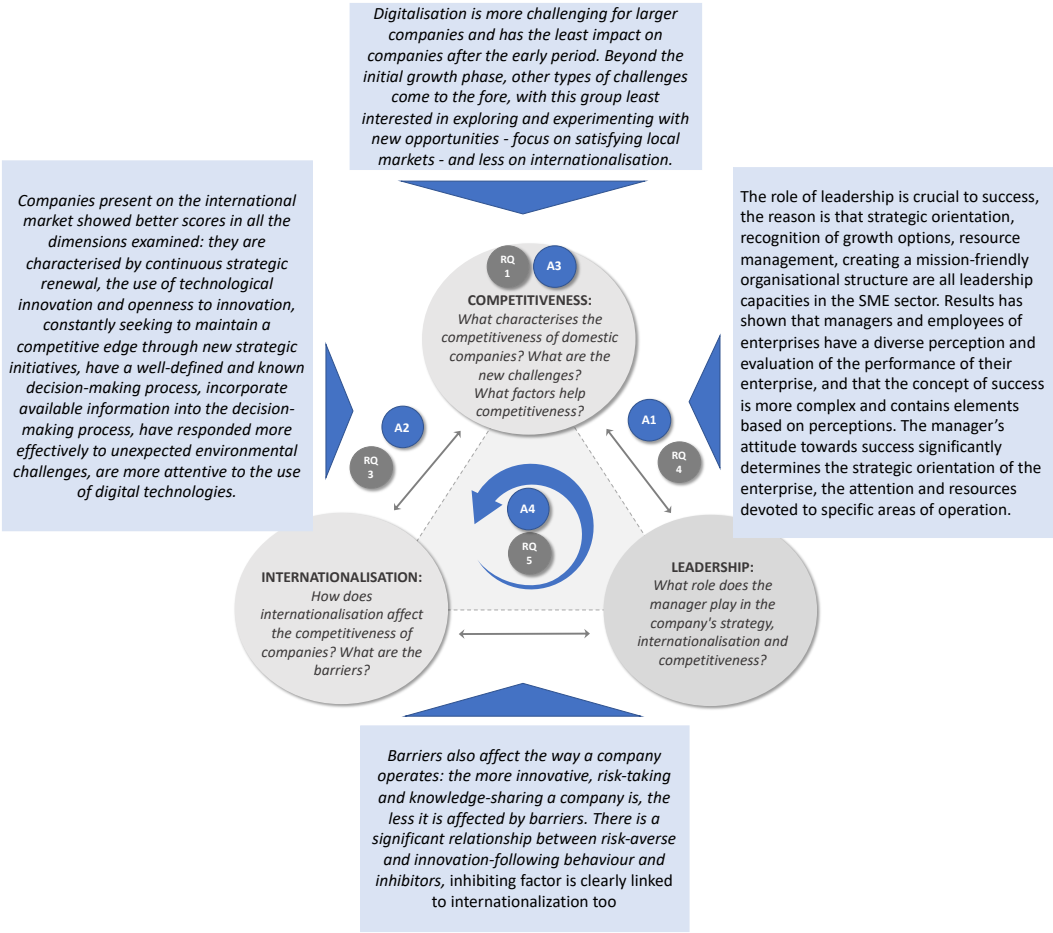 Digitalisation is more challenging for larger
companies and has the least impact on
companies after the early period. Beyond the
initial growth phase, other types of challenges
come to the fore, with this group least
interested in exploring and experimenting with
new opportunities - focus on satisfying local
markets - and less on internationalisation.
Companies present on the international
market showed better scores in all the
dimensions examined: they are
characterised by continuous strategic
renewal, the use of technological
innovation and openness to innovation,
constantly seeking to maintain a
competitive edge through new strategic
initiatives, have a well-defined and known
decision-making process, incorporate
available information into the decision-
making process, have responded more
effectively to unexpected environmental
challenges, are more attentive to the use
of digital technologies.
The role of leadership is crucial to success,
the reason is that strategic orientation,
recognition of growth options, resource
management, creating a mission-friendly
organisational structure are all leadership
capacities in the SME sector. Results has
shown that managers and employees of
enterprises have a diverse perception and
evaluation of the performance of their
enterprise, and that the concept of success
is more complex and contains elements
based on perceptions. The manager's
attitude towards success significantly
determines the strategic orientation of the
enterprise, the attention and resources
devoted to specific areas of operation.
RQ
1
A3
COMPETITIVENESS:
What characterises the
competitiveness of domestic
companies? What are the
new challenges?
What factors help
competitiveness?
A2
RQ
3
A1
RQ
4
A4
RQ
5
INTERNATIONALISATION:
How does
internationalisation affect
the competitiveness of
companies? What are the
barriers?
LEADERSHIP:
What role does the
manager play in the
company's strategy,
internationalisation and
competitiveness?
Barriers also affect the way a company
operates: the more innovative, risk-taking
and knowledge-sharing a company is, the
less it is affected by barriers. There is a
significant relationship between risk-averse
and innovation-following behaviour and
inhibitors, inhibiting factor is clearly linked
to internationalization too